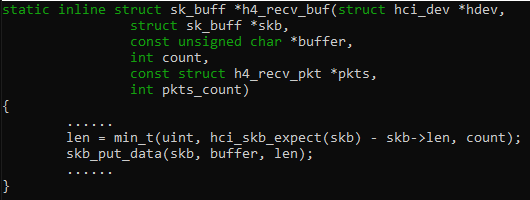 static inline struct sk_buff *h4_recv_buf(struct hci_dev *hdev,
struct sk_buff *skb,
const unsigned char *buffer,
int count,
const struct h4_recv_pkt *pkts,
int pkts_count)
{
......
len = min_t(uint, hci_skb_expect(skb) - skb->len, count);
skb_put_data(skb, buffer, len);
......
}